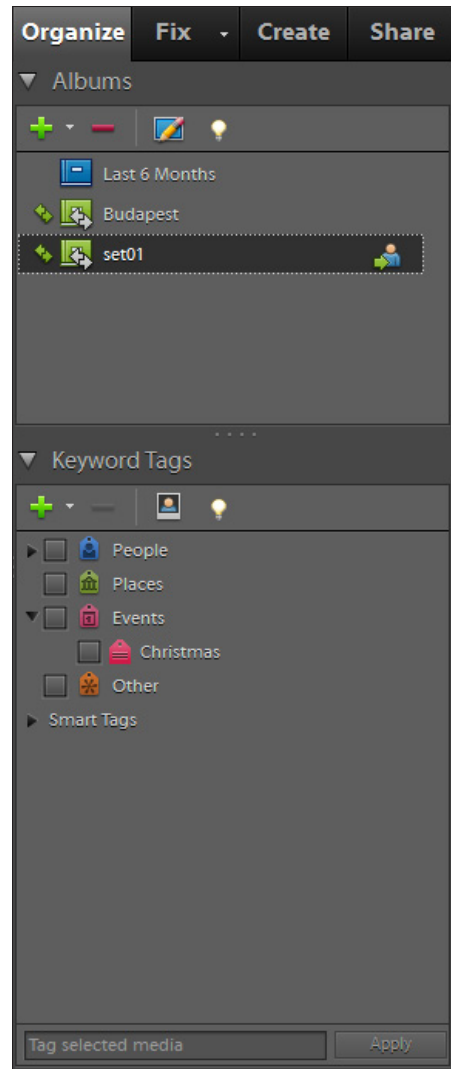 Organize Fix Create Share
Albums
Last 6 Months
Budapest
set01
Keyword Tags
People
Places
Events
Christmas
Other
Smart Tags
Tag selected media Apply